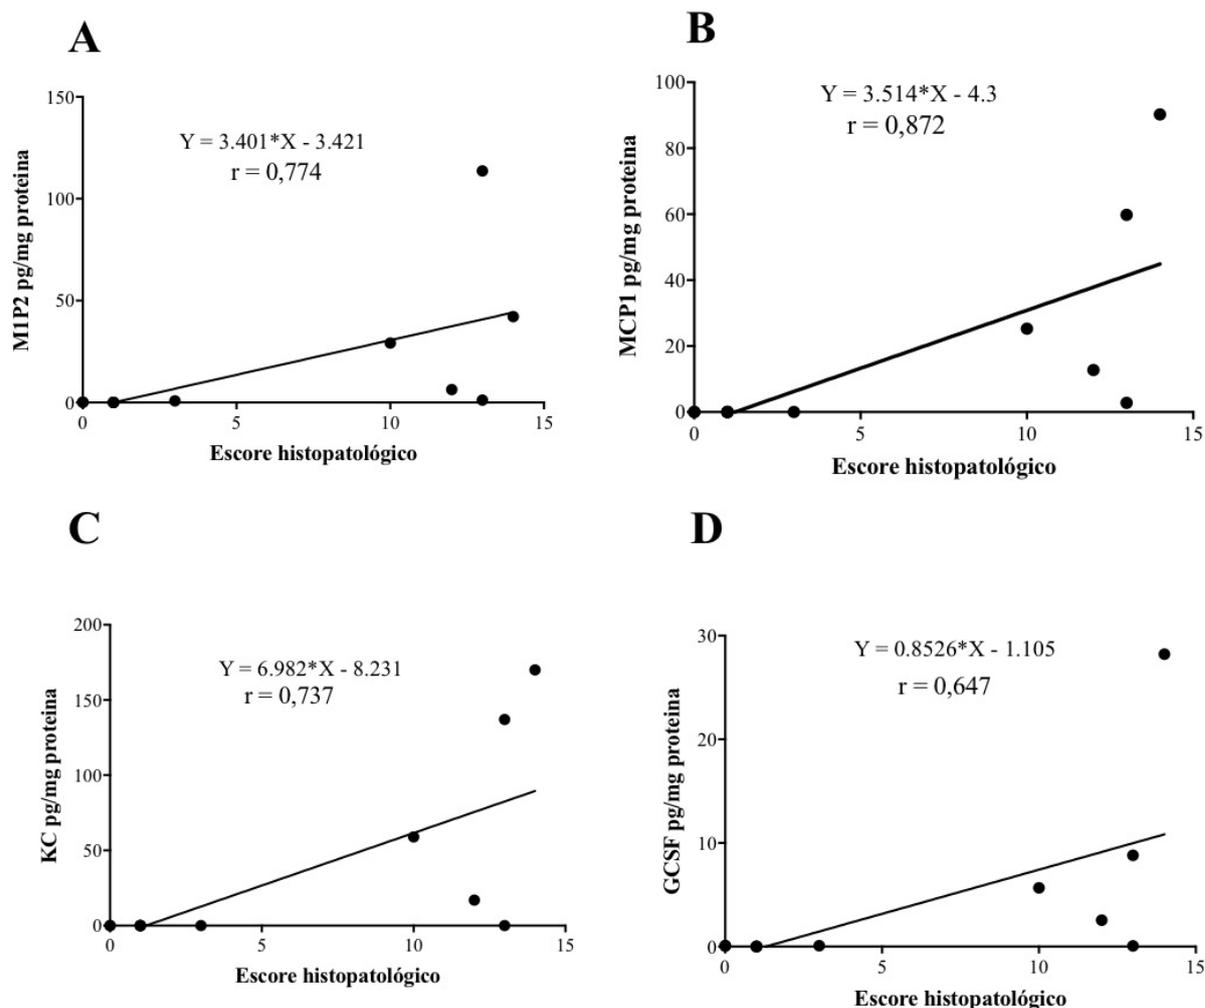 A
150
100
50
0
0
5
10
15
M1P2 pg/mg proteina
Y = 3.401*X - 3.421
r = 0,774
Escore histopatológico
B
100
80
60
40
20
0
0
5
10
15
MCP1 pg/mg proteina
Y = 3.514*X - 4.3
r = 0,872
Escore histopatológico
C
200
150
100
50
0
0
5
10
15
KC pg/mg proteina
Y = 6.982*X - 8.231
r = 0,737
Escore histopatológico
D
30
20
10
0
0
5
10
15
GCSF pg/mg proteina
Y = 0.8526*X - 1.105
r = 0,647
Escore histopatológico